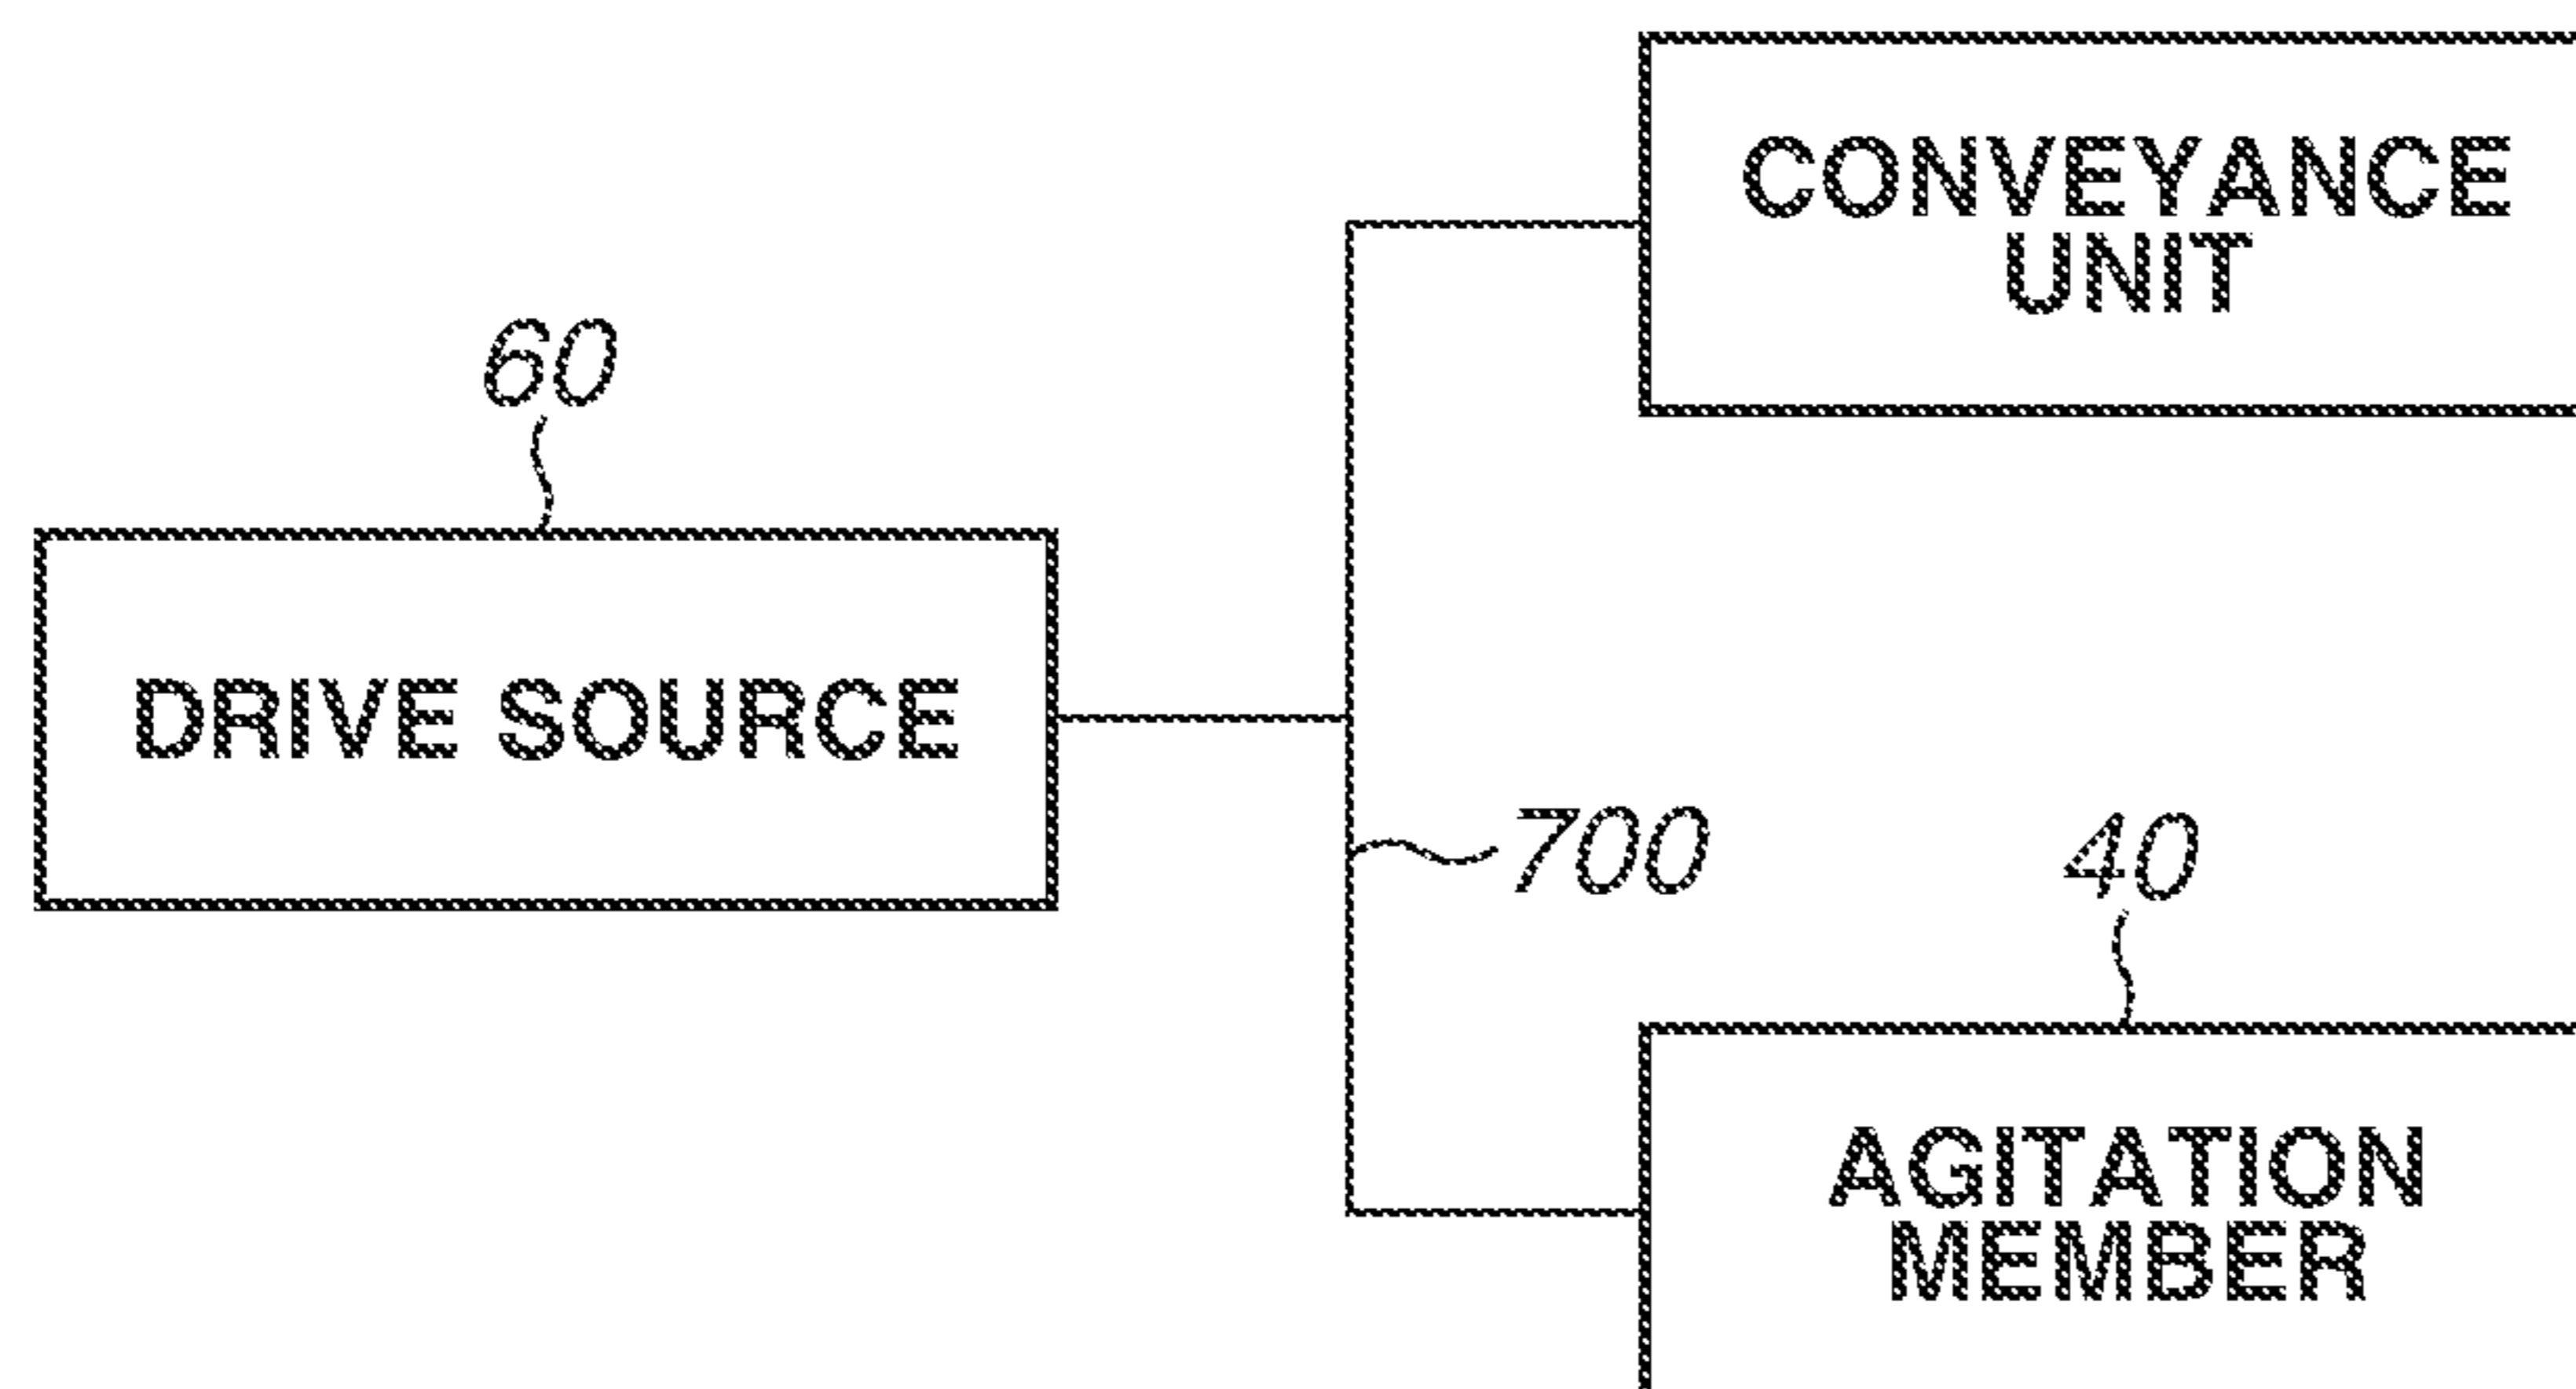 CONVEYANCE
UNIT
60
DRIVE SOURCE
700
40
AGITATION
MEMBER